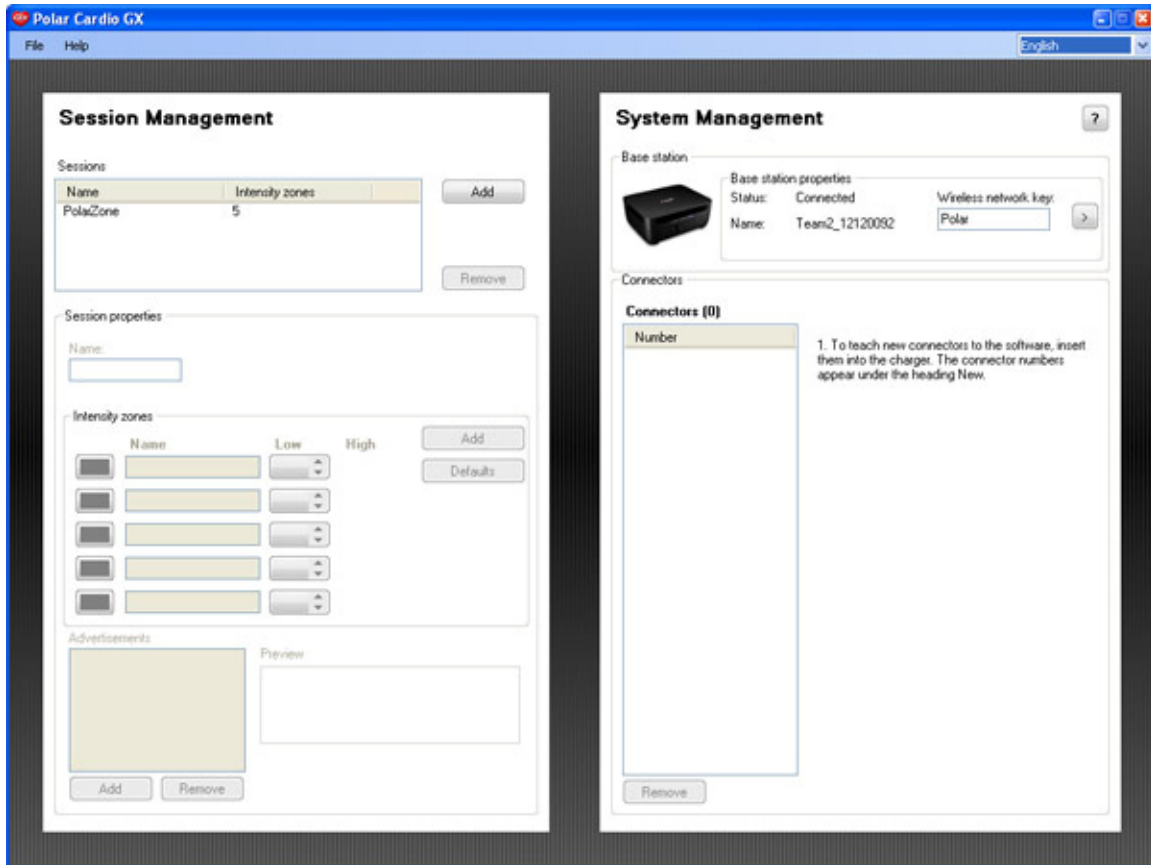 Polar Cardio GX
File Help
English
Session Management
Sessions
Name Intensity zones
PolarZone 5
Add
Remove
Session properties
Name:
Intensity zones
Name Low High
Add
Defaults
Advertisements
Preview
Add Remove
System Management
?
Base station
Base station properties
Status: Connected
Wireless network key:
Name: Team2_12120092
Polar
>
Connectors
Connectors (0)
Number
1. To teach new connectors to the software, insert
them into the charger. The connector numbers
appear under the heading New.
Remove